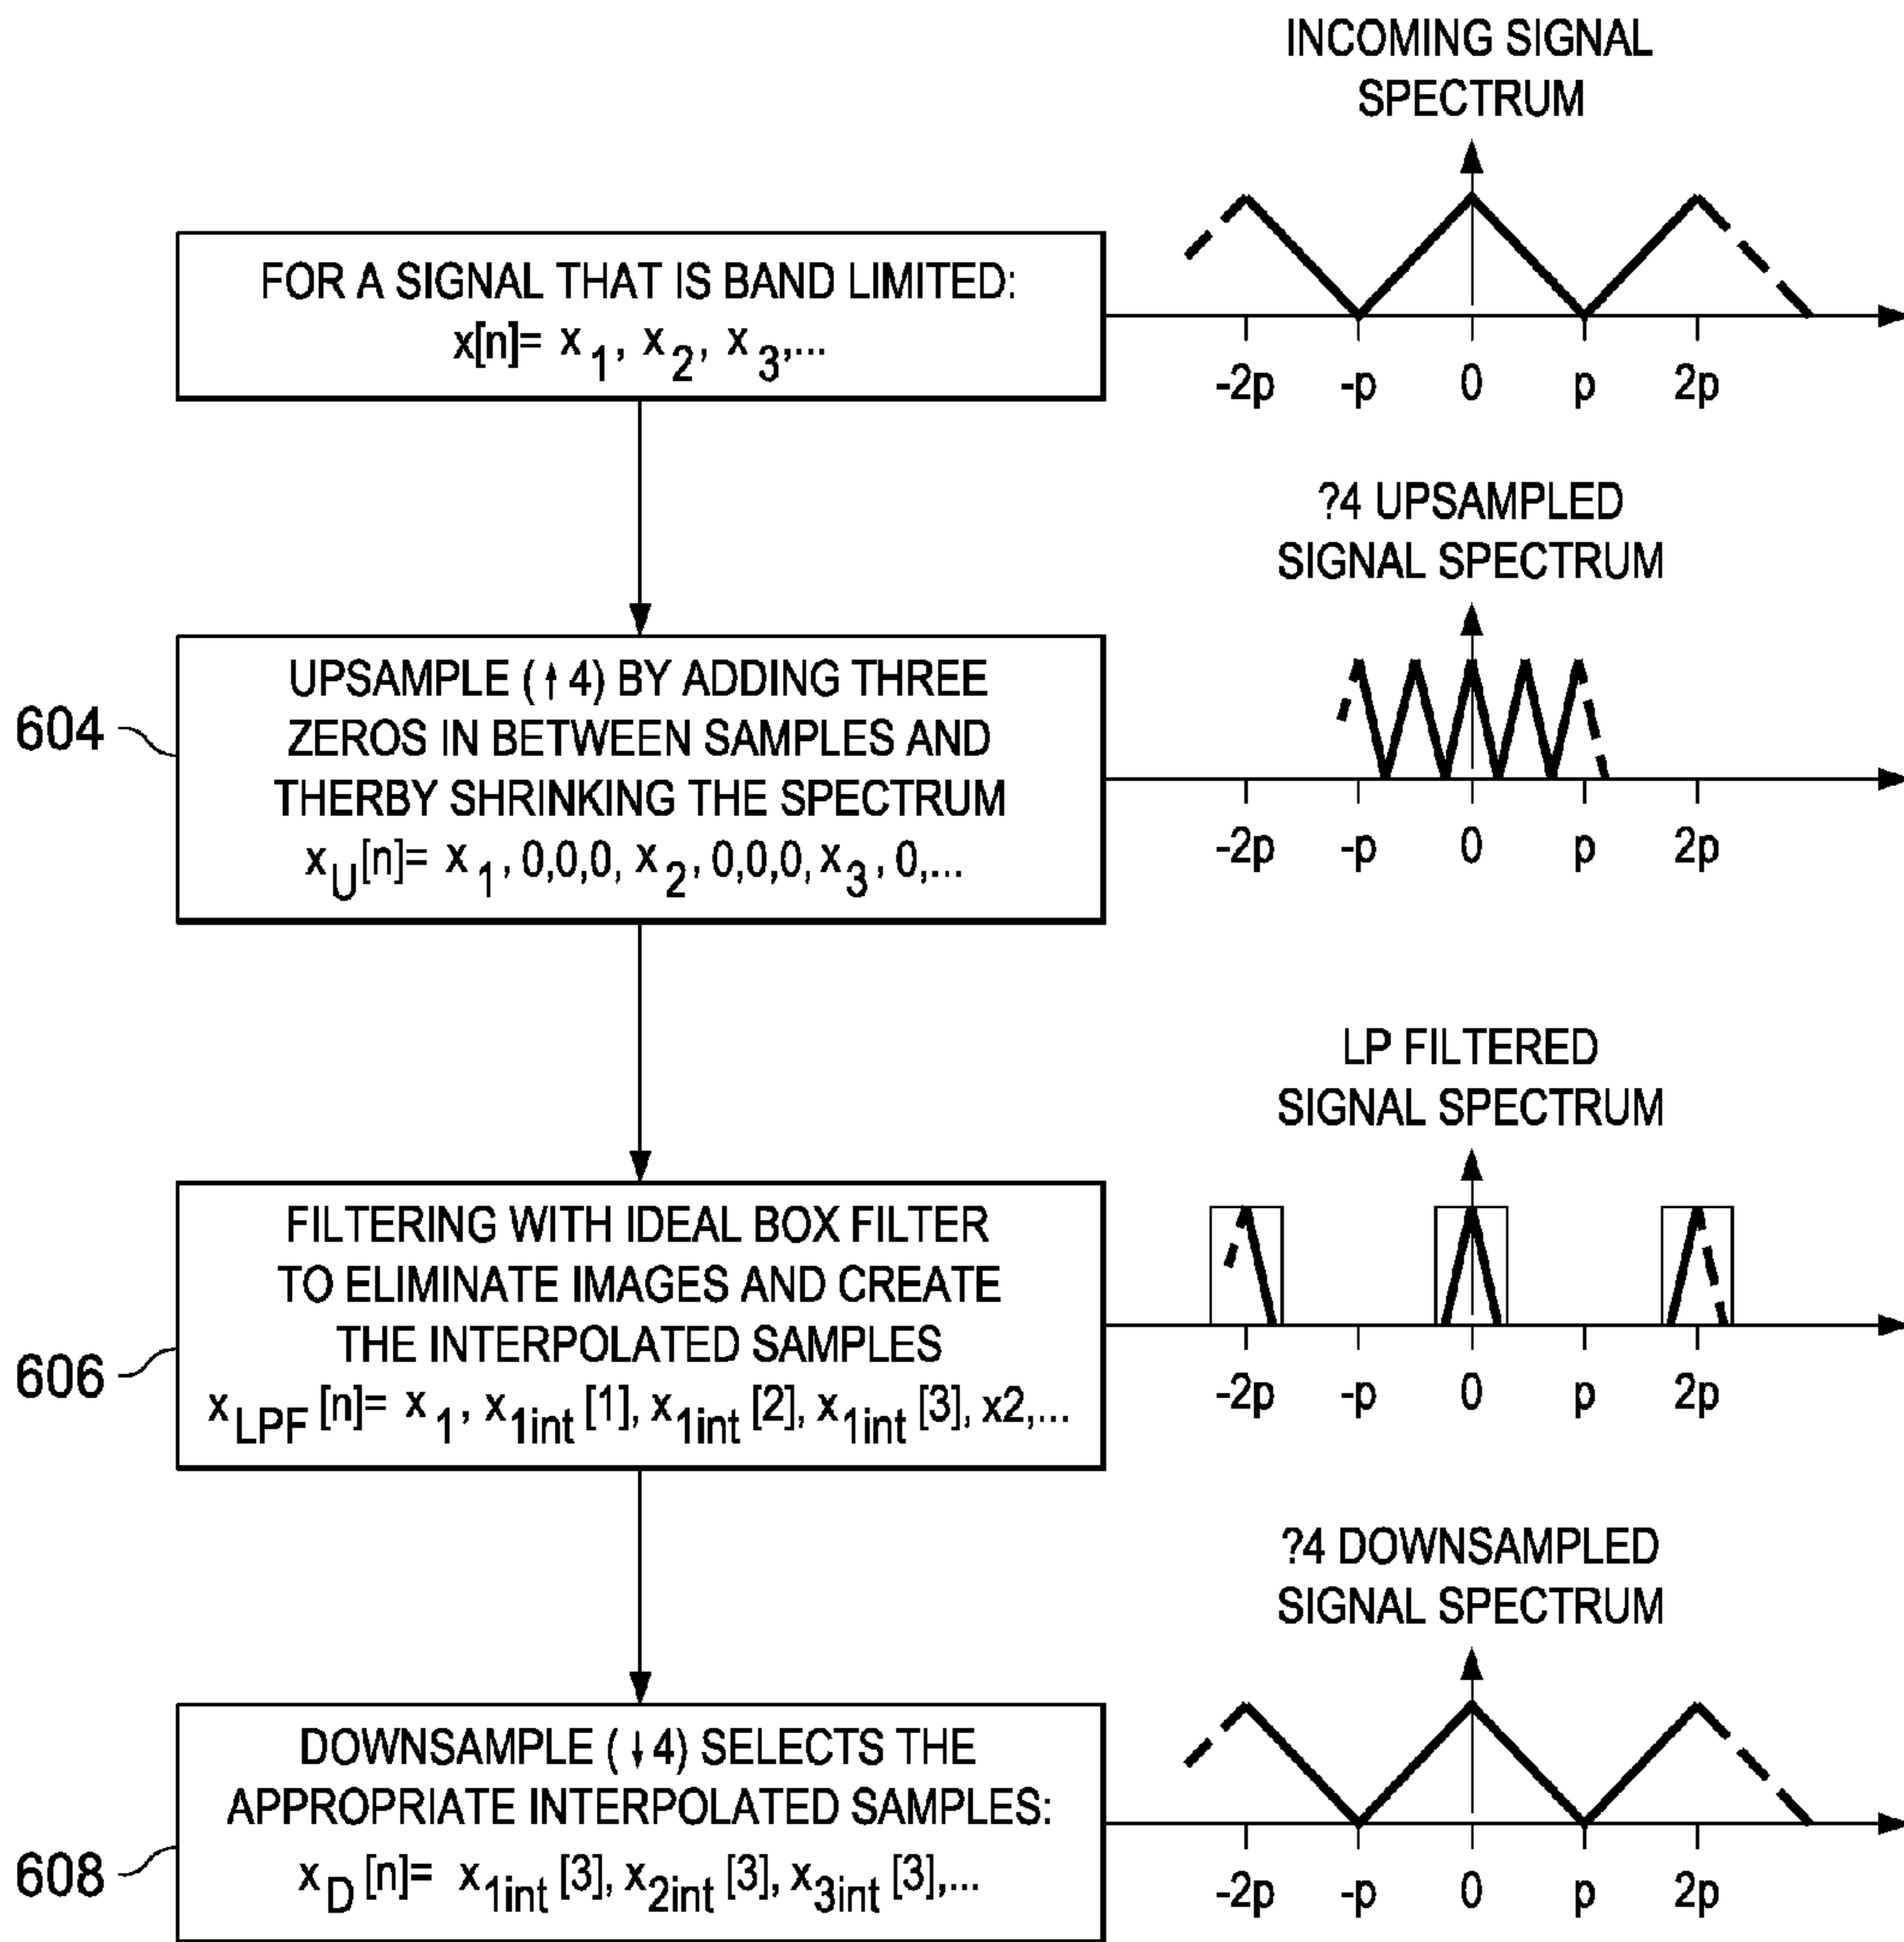 INCOMING SIGNAL
SPECTRUM
FOR A SIGNAL THAT IS BAND LIMITED:
x[n]= x1, x2, x3,...
-2p -p 0 p 2p
?4 UPSAMPLED
SIGNAL SPECTRUM
604
UPSAMPLE (↑4) BY ADDING THREE
ZEROS IN BETWEEN SAMPLES AND
THERBY SHRINKING THE SPECTRUM
xU[n]= x1, 0,0,0, x2, 0,0,0, x3, 0,...
-2p -p 0 p 2p
LP FILTERED
SIGNAL SPECTRUM
606
FILTERING WITH IDEAL BOX FILTER
TO ELIMINATE IMAGES AND CREATE
THE INTERPOLATED SAMPLES
xLPF[n]= x1, x1int[1], x1int[2], x1int[3], x2,...
-2p -p 0 p 2p
?4 DOWNSAMPLED
SIGNAL SPECTRUM
608
DOWNSAMPLE (↓4) SELECTS THE
APPROPRIATE INTERPOLATED SAMPLES:
xD[n]= x1int[3], x2int[3], x3int[3],...
-2p -p 0 p 2p